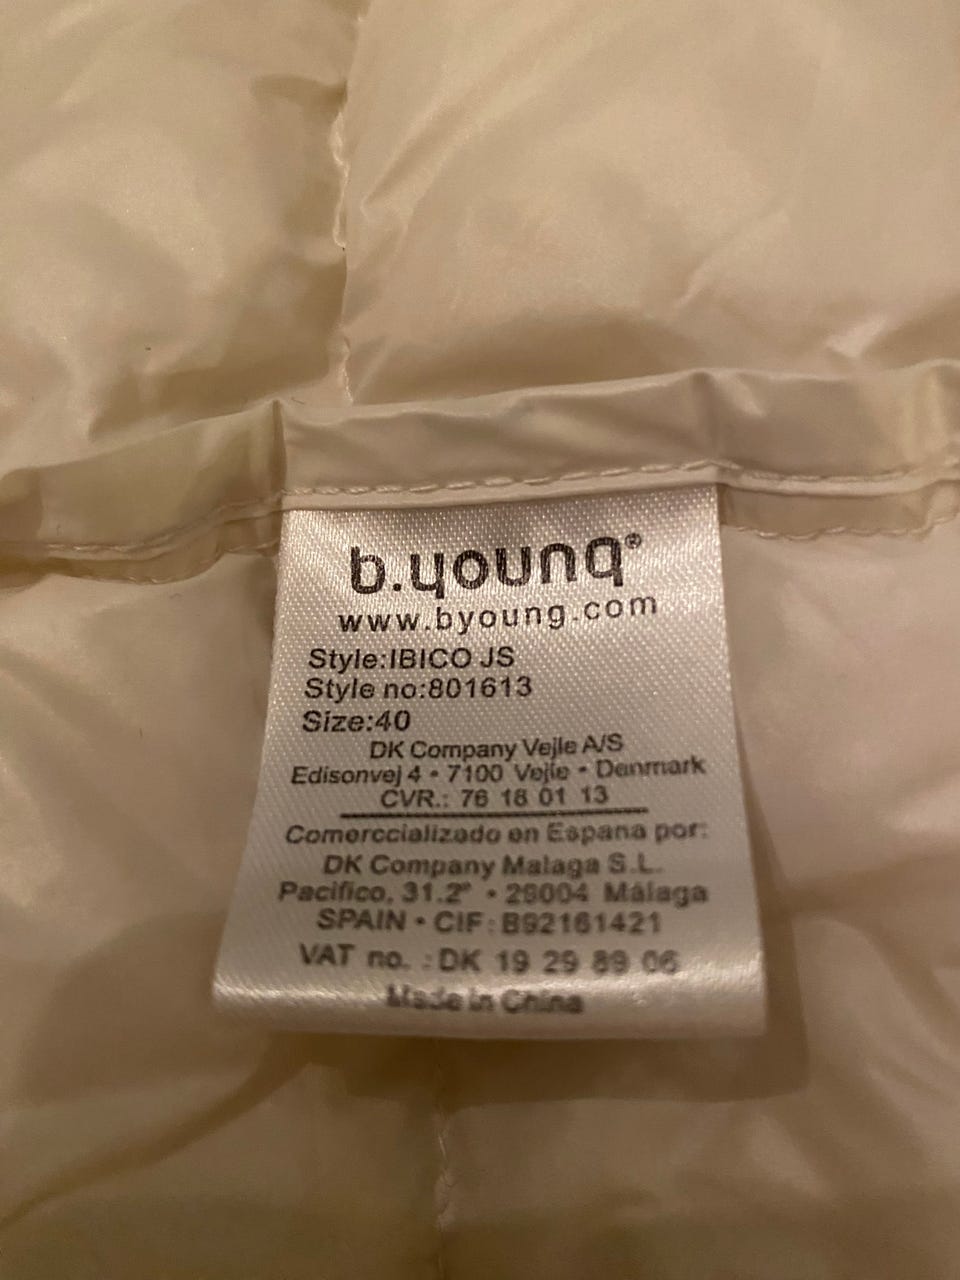 b.young®
www.byoung.com
Style:IBICO JS
Style no:801613
Size:40
DK Company Vejle A/S
Edisonvej 4 • 7100 Vejle • Denmark
CVR.: 76 18 01 13
Comerccializado en Espana por:
DK Company Malaga S.L.
Pacifico, 31.2º • 29004 Málaga
SPAIN • CIF: B92161421
VAT no. : DK 19 29 89 06
Made in China